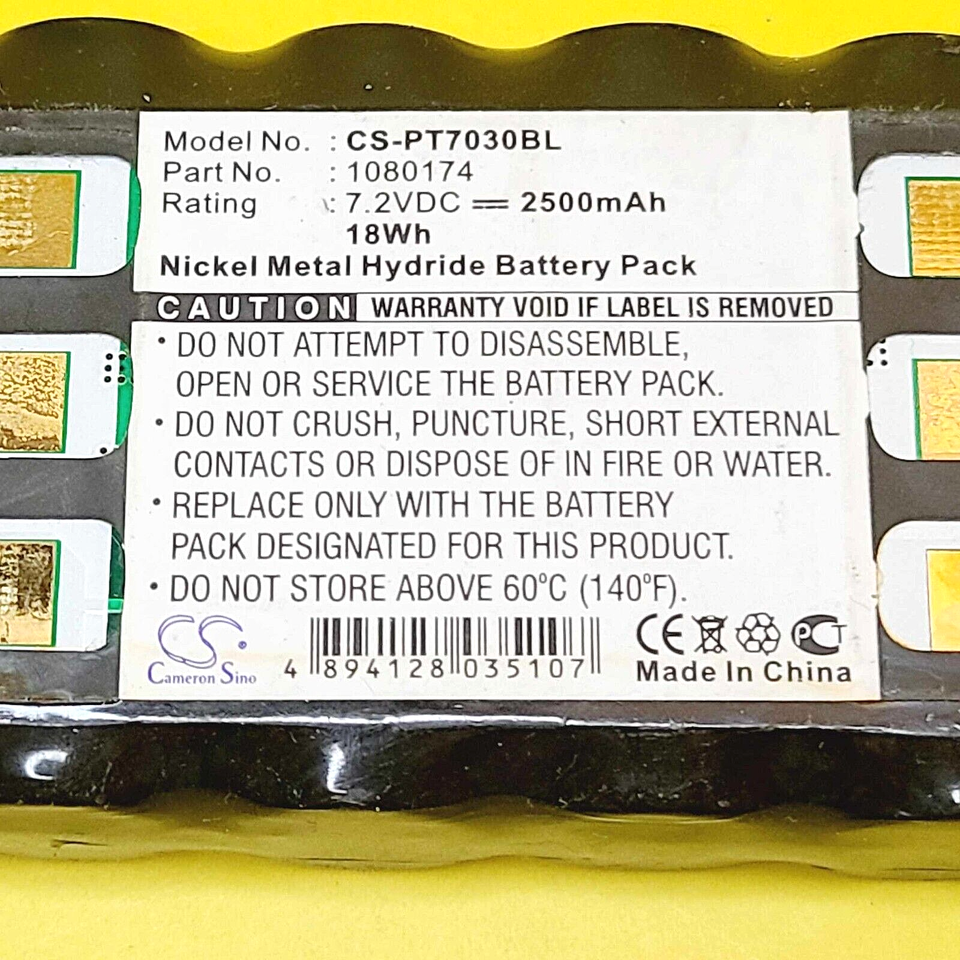 Model No. : CS-PT7030BL
Part No. : 1080174
Rating : 7.2VDC ⎓ 2500mAh
18Wh
Nickel Metal Hydride Battery Pack
CAUTION WARRANTY VOID IF LABEL IS REMOVED
• DO NOT ATTEMPT TO DISASSEMBLE,
OPEN OR SERVICE THE BATTERY PACK.
• DO NOT CRUSH, PUNCTURE, SHORT EXTERNAL
CONTACTS OR DISPOSE OF IN FIRE OR WATER.
• REPLACE ONLY WITH THE BATTERY
PACK DESIGNATED FOR THIS PRODUCT.
• DO NOT STORE ABOVE 60°C (140°F).
CS
Cameron Sino
4 894128 035107
CE PCT
Made In China